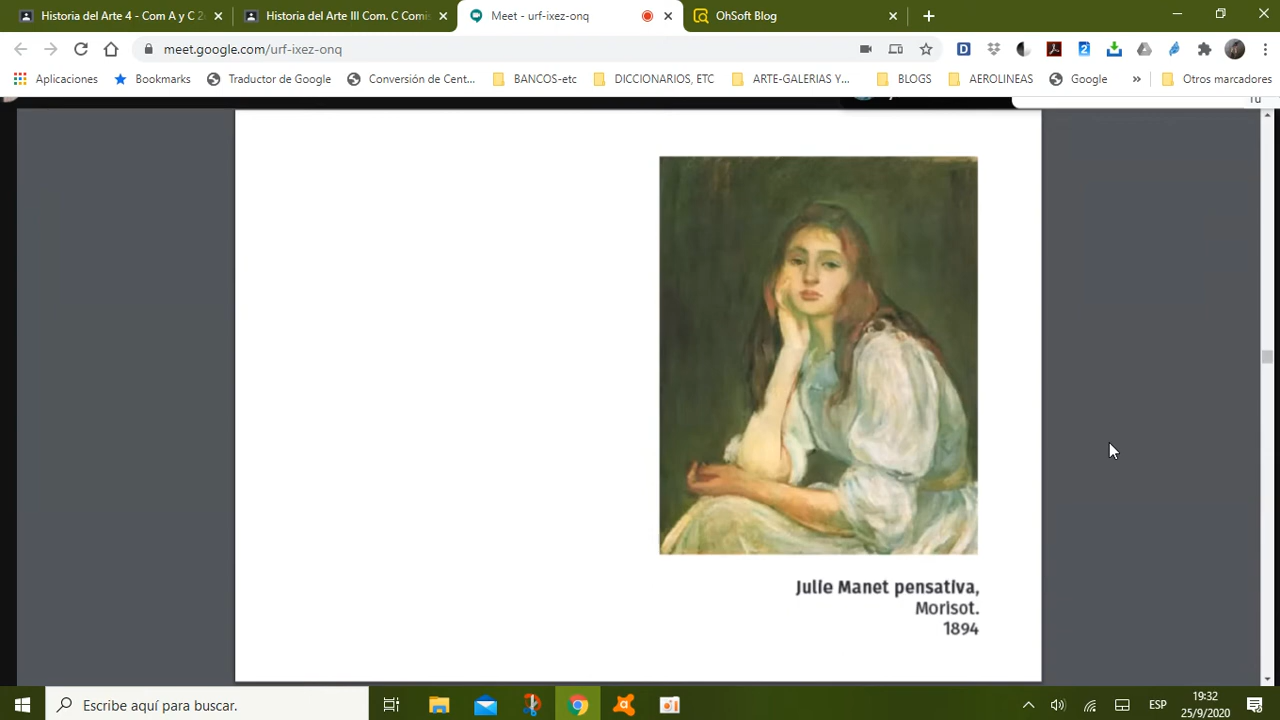 Historia del Arte 4 - Com A y C 2
Historia del Arte III Com. C Comis
Meet - urf-ixez-onq
OhSoft Blog
meet.google.com/urf-ixez-onq
Aplicaciones
Bookmarks
Traductor de Google
Conversión de Gent...
BANCOS-etc
DICCIONARIOS, ETC
ARTE-GALERIAS Y...
BLOGS
AEROLINEAS
Google
»
Otros marcadores
Julie Manet pensativa,
Morisot.
1894
Escribe aquí para buscar.
ESP
19:32
25/9/2020